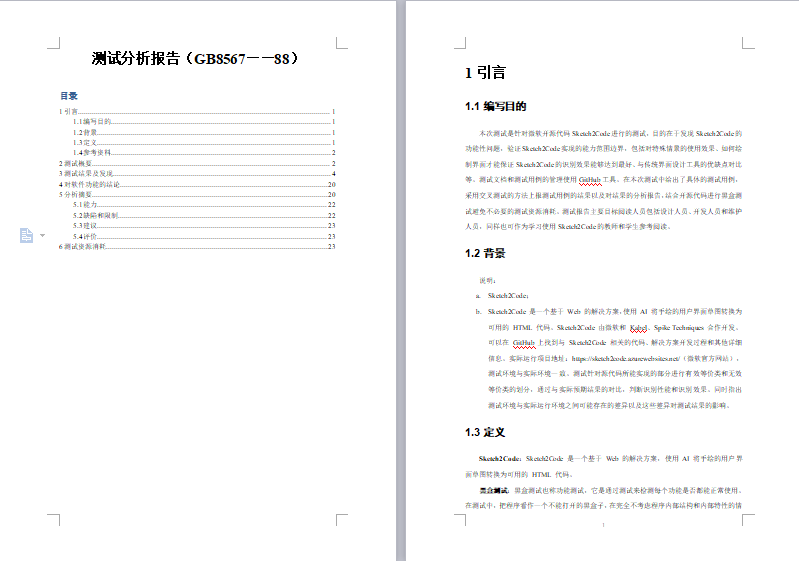 测试分析报告（GB8567——88）
目录
1 引言 1
1.1编写目的 1
1.2背景 1
1.3定义 1
1.4参考资料 2
2 测试概要 2
3 测试结果及发现 4
4 对软件功能的结论 20
5 分析摘要 20
5.1能力 22
5.2缺陷和限制 22
5.3建议 23
5.4评价 23
6 测试资源消耗 23
1 引言
1.1 编写目的
本次测试是针对微软开源代码 Sketch2Code 进行的测试，目的在于发现 Sketch2Code 的
功能性问题，验证 Sketch2Code 实现的能力范围边界，包括对特殊情景的使用效果、如何绘
制界面才能保证 Sketch2Code 的识别效果能够达到最好、与传统界面设计工具的优缺点对比
等。测试文档和测试用例的管理使用 GitHub 工具。在本次测试中给出了具体的测试用例，
采用交叉测试的方法上报测试用例的结果以及对结果的分析报告，结合开源代码进行黑盒测
试避免不必要的测试资源消耗。测试报告主要目标阅读人员包括设计人员、开发人员和维护
人员，同样也可作为学习使用 Sketch2Code 的教师和学生参考阅读。
1.2 背景
说明：
a. Sketch2Code；
b. Sketch2Code 是一个基于 Web 的解决方案，使用 AI 将手绘的用户界面草图转换为
可用的 HTML 代码。Sketch2Code 由微软和 Kabel、Spike Techniques 合作开发。
可以在 GitHub 上找到与 Sketch2Code 相关的代码、解决方案开发过程和其他详细
信息。实际运行项目地址：https://sketch2code.azurewebsites.net/（微软官方网站），
测试环境与实际环境一致。测试针对源代码所能实现的部分进行有效等价类和无效
等价类的划分，通过与实际预期结果的对比，判断识别性能和识别效果。同时指出
测试环境与实际运行环境之间可能存在的差异以及这些差异对测试结果的影响。
1.3 定义
Sketch2Code：Sketch2Code 是一个基于 Web 的解决方案，使用 AI 将手绘的用户界
面草图转换为可用的 HTML 代码。
黑盒测试：黑盒测试也称功能测试，它是通过测试来检测每个功能是否都能正常使用。
在测试中，把程序看作一个不能打开的黑盒子，在完全不考虑程序内部结构和内部特性的情
1